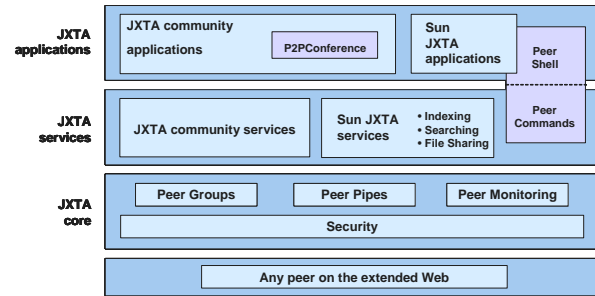 JXTA
applications
JXTA community
applications
P2PConference
Sun
JXTA
applications
Peer
Shell
JXTA
services
JXTA community services
Sun JXTA
services
• Indexing
• Searching
• File Sharing
Peer
Commands
JXTA
core
Peer Groups
Peer Pipes
Peer Monitoring
Security
Any peer on the extended Web